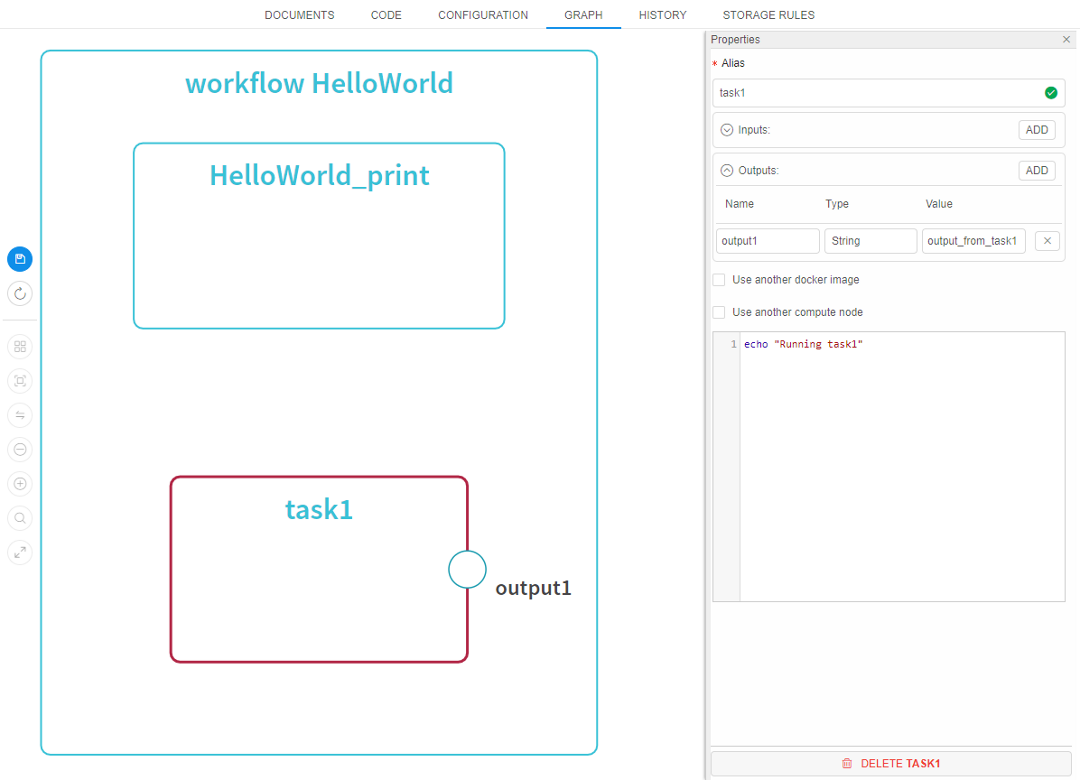 DOCUMENTS CODE CONFIGURATION GRAPH HISTORY STORAGE RULES
workflow HelloWorld
HelloWorld_print
task1
output1
Properties
* Alias
task1
Inputs: ADD
Outputs: ADD
Name Type Value
output1 String output_from_task1
Use another docker image
Use another compute node
1 echo "Running task1"
DELETE TASK1